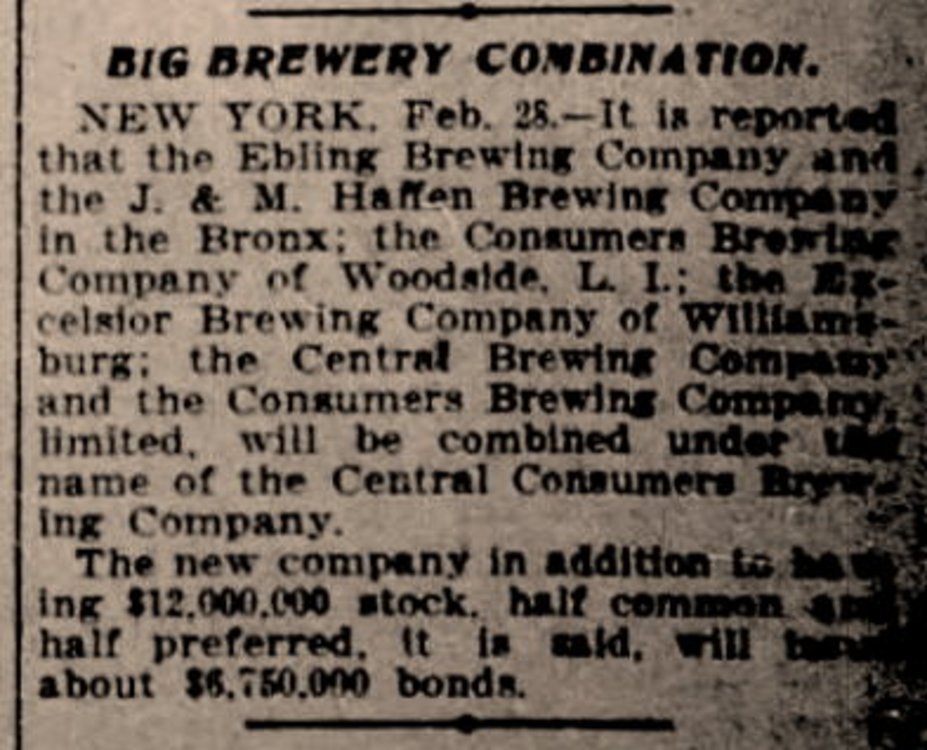 BIG BREWERY COMBINATION.
NEW YORK, Feb. 28.—It is reported
that the Ebling Brewing Company and
the J. & M. Haffen Brewing Company
in the Bronx; the Consumers Brewing
Company of Woodside, L. I.; the Ex-
celsior Brewing Company of Williams-
burg; the Central Brewing Company
and the Consumers Brewing Company,
limited, will be combined under the
name of the Central Consumers Brew-
ing Company.
The new company in addition to hav-
ing $12,000,000 stock, half common and
half preferred, it is said, will
about $6,750,000 bonds.